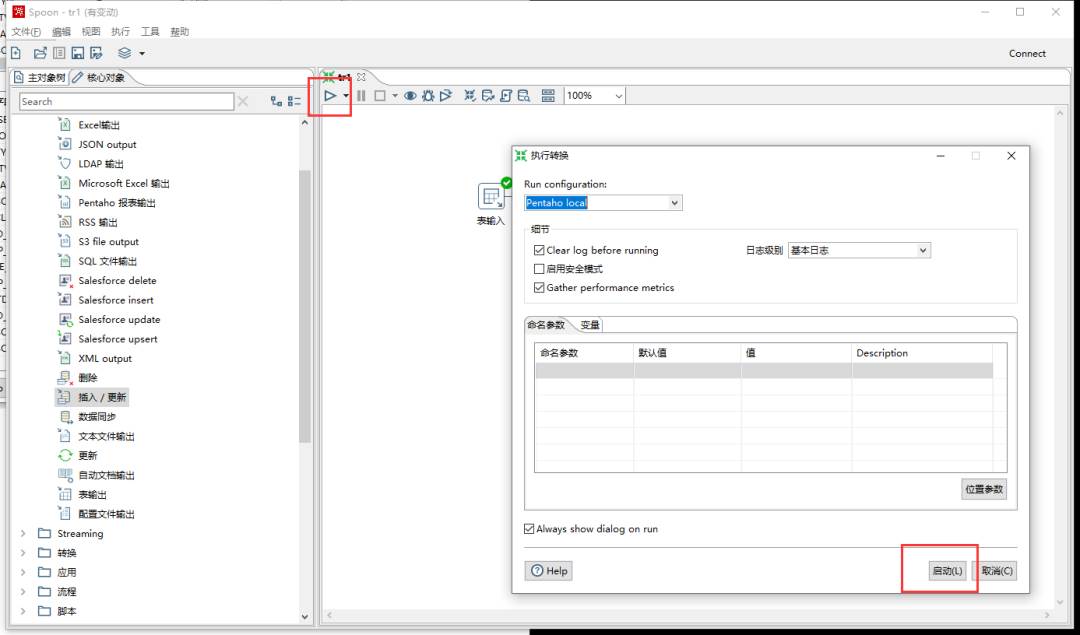 Spoon - tr1 (有变动)
文件(F) 编辑 视图 执行 工具 帮助
Connect
主对象树 核心对象
tr1
Search
100%
Excel输出
JSON output
LDAP 输出
Microsoft Excel 输出
Pentaho 报表输出
RSS 输出
S3 file output
SQL 文件输出
Salesforce delete
Salesforce insert
Salesforce update
Salesforce upsert
XML output
删除
插入 / 更新
数据同步
文本文件输出
更新
自动文档输出
表输出
配置文件输出
Streaming
转换
应用
流程
脚本
表输入
执行转换
Run configuration:
Pentaho local
细节
Clear log before running
日志级别 基本日志
启用安全模式
Gather performance metrics
命名参数 变量
命名参数 默认值 值 Description
位置参数
Always show dialog on run
Help
启动(L) 取消(C)